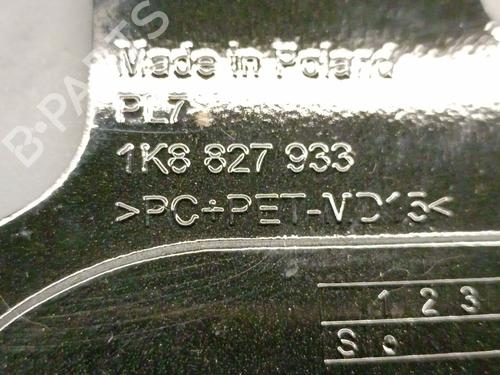 B-PARTS
Made in Poland
PL7
1K8 827 933
>PC+PET-MD15<
1 2 3
S